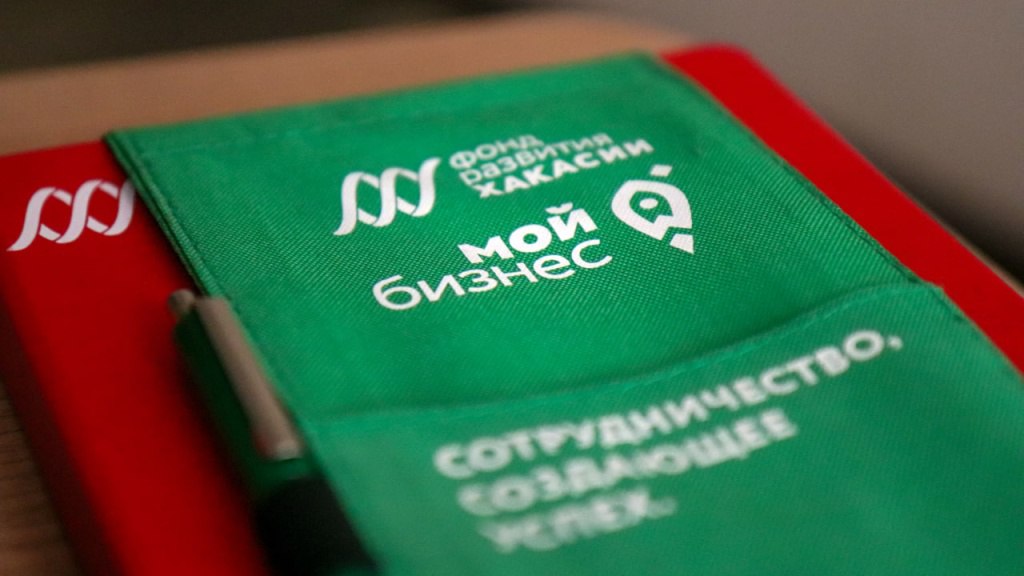 ФОНД
развития
ХАКАСИИ
мой
бизнес
СОТРУДНИЧЕСТВО,
СОЗДАЮЩЕЕ
УСПЕХ.